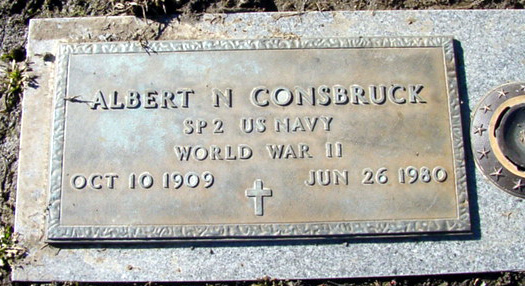 ALBERT N CONSBRUCK
SP2 US NAVY
WORLD WAR II
OCT 10 1909 JUN 26 1980